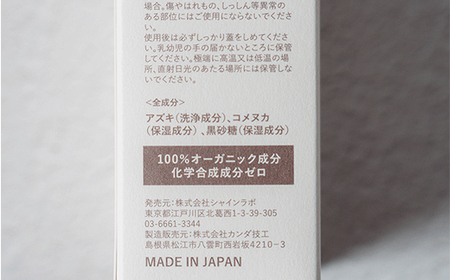 場合。傷やはれもの、しっしん等異常の
ある部位にはご使用にならないでくださ
い。
使用後は必ずしっかり蓋をしめてくださ
い。乳幼児の手の届かないところに保管
してください。極端に高温又は低温の場
所、直射日光のあたる場所には保管しな
いでください。
<全成分>
アズキ(洗浄成分)、コメヌカ
(保湿成分)、黒砂糖(保湿成分)
100%オーガニック成分
化学合成成分ゼロ
発売元:株式会社シャインラボ
東京都江戸川区北葛西1-3-39-305
03-6661-3344
製造販売元:株式会社カンダ技工
島根県松江市八雲町西岩坂4210-3
MADE IN JAPAN